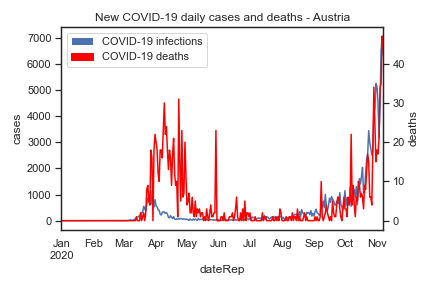 New COVID-19 daily cases and deaths - Austria
COVID-19 infections
COVID-19 deaths
7000
6000
5000
4000
3000
2000
1000
0
cases
40
30
20
10
0
deaths
Jan Feb Mar Apr May Jun Jul Aug Sep Oct Nov
2020
dateRep